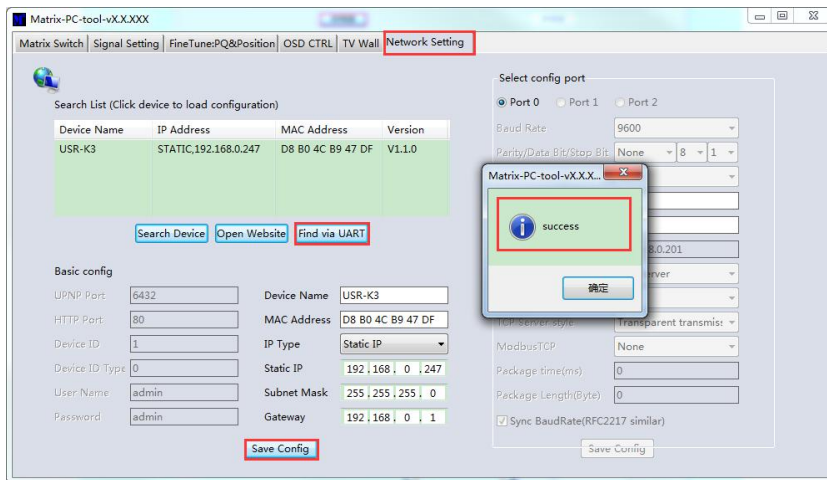 Matrix-PC-tool-vX.X.XXX
Matrix Switch Signal Setting FineTune:PQ&Position OSD CTRL TV Wall Network Setting
Search List (Click device to load configuration)
Device Name IP Address MAC Address Version
USR-K3 STATIC,192.168.0.247 D8 B0 4C B9 47 DF V1.1.0
Search Device Open Website Find via UART
Basic config
UPNP Port 6432 Device Name USR-K3
HTTP Port 80 MAC Address D8 B0 4C B9 47 DF
Device ID 1 IP Type Static IP
Device ID Type 0 Static IP 192 . 168 . 0 . 247
User Name admin Subnet Mask 255 . 255 . 255 . 0
Password admin Gateway 192 . 168 . 0 . 1
Save Config
Select config port
Port 0 Port 1 Port 2
Baud Rate 9600
Parity/Data Bit/Stop Bit None 8 1
Matrix-PC-tool-vX.X.X...
success
确定
8.0.201
erver
TCP Server style Transparent transmis:
ModbusTCP None
Package time(ms) 0
Package Length(Byte) 0
Sync BaudRate(RFC2217 similar)
Save Config